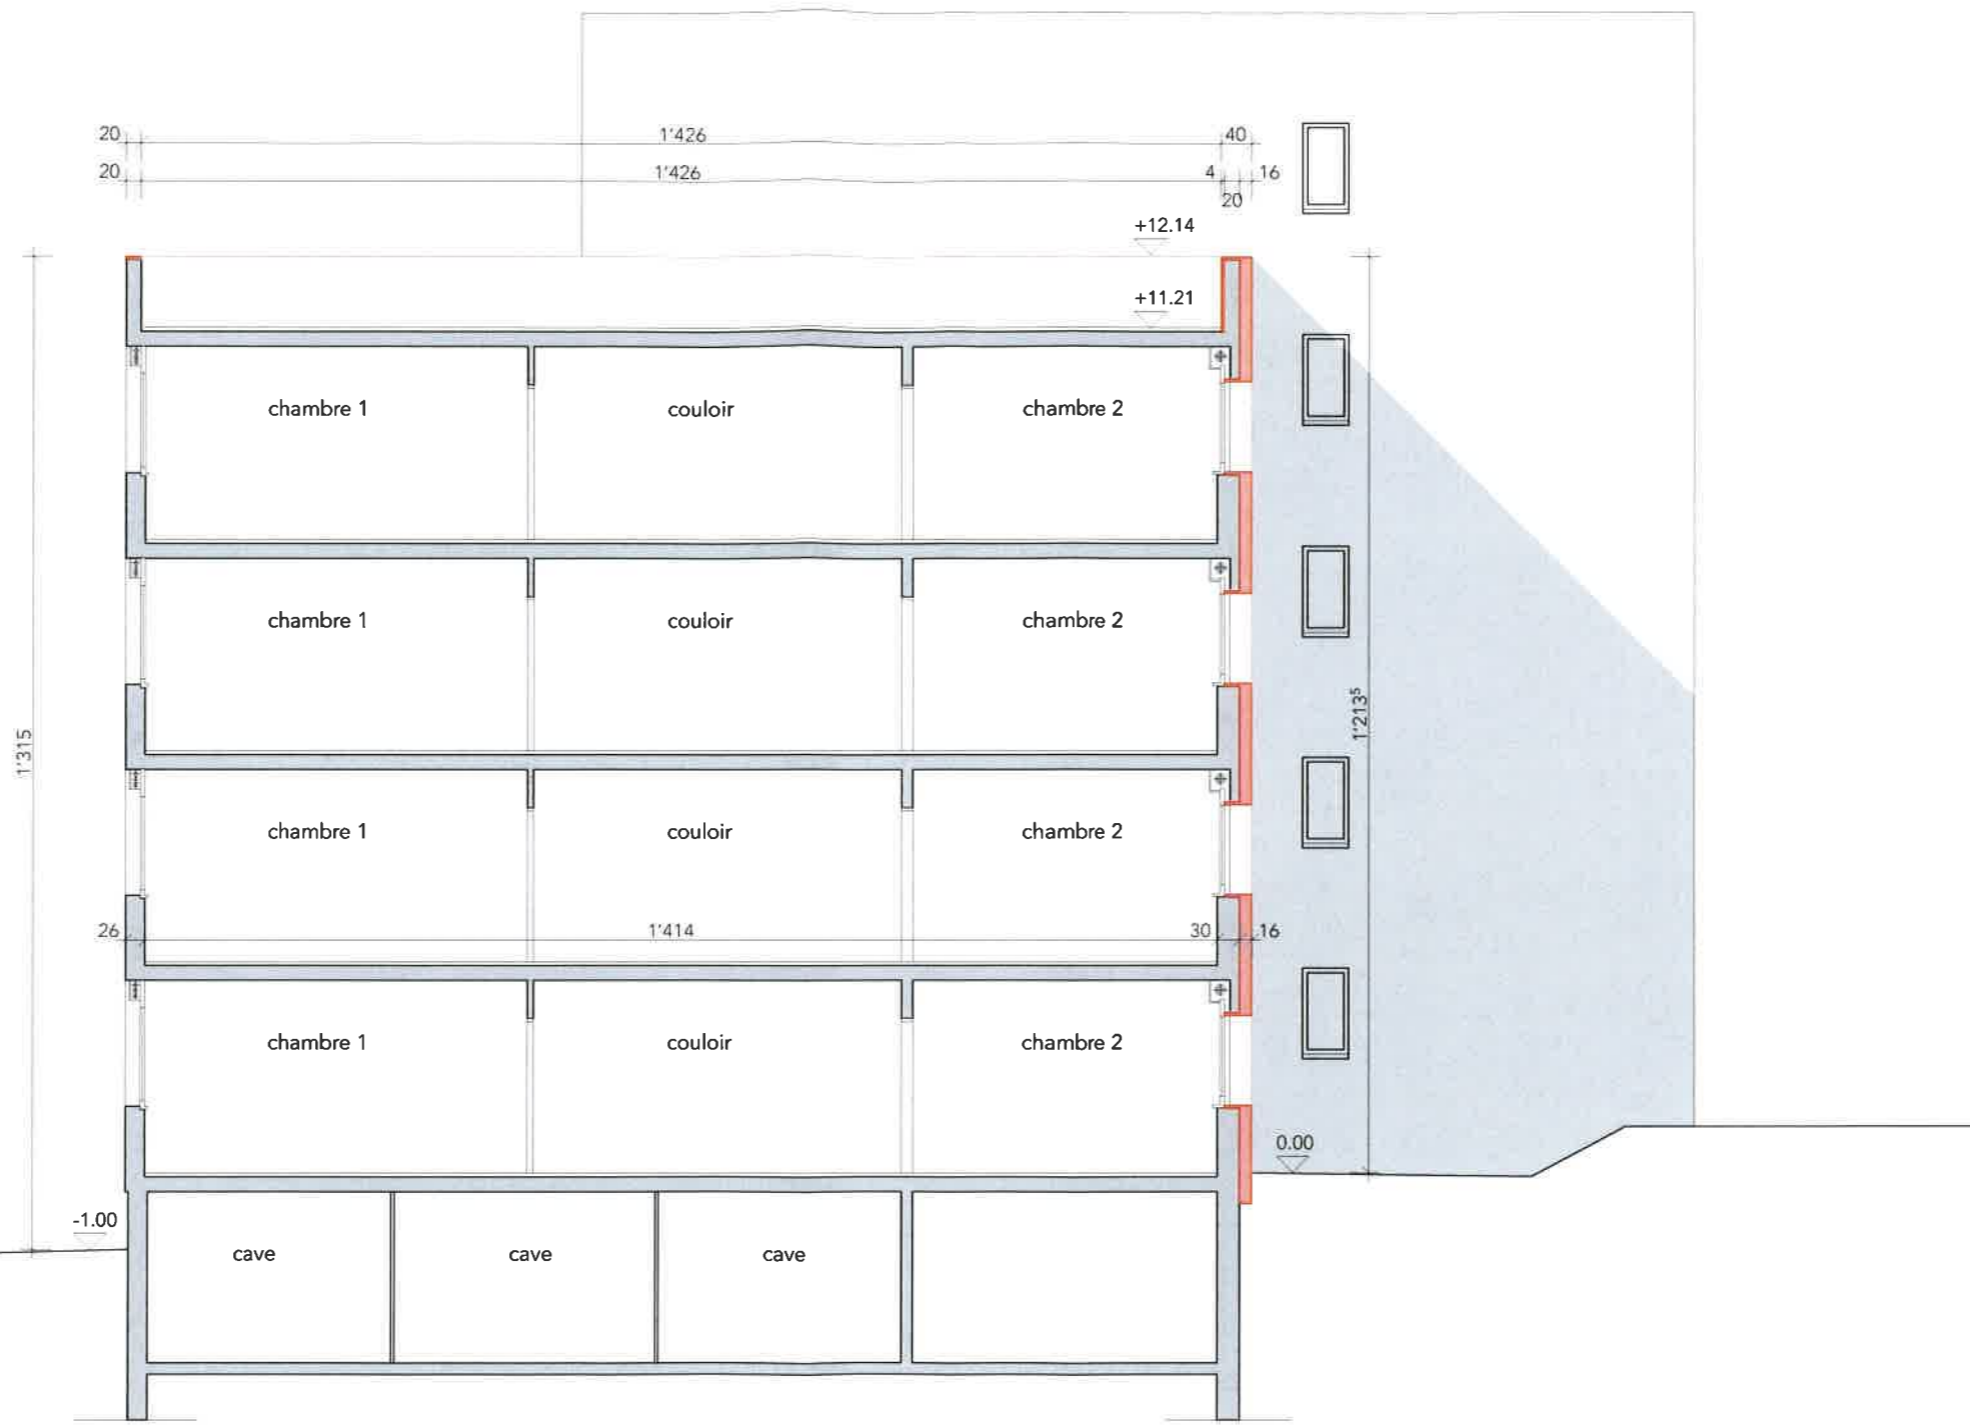 20 1'426 40
20 1'426 4 16
20
+12.14
+11.21
chambre 1 couloir chambre 2
chambre 1 couloir chambre 2
1'213⁵
1'315
chambre 1 couloir chambre 2
26 1'414 30 16
chambre 1 couloir chambre 2
0.00
-1.00
cave cave cave